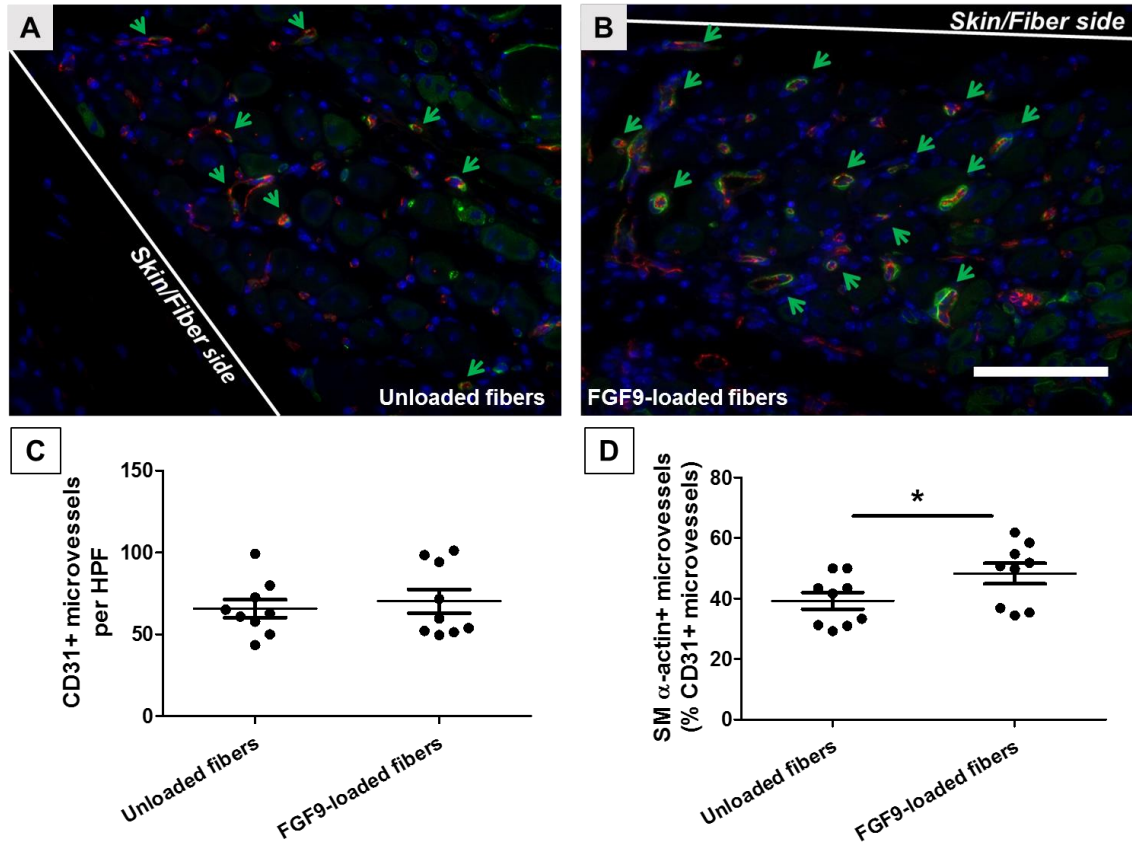 A
Skin/Fiber side
Unloaded fibers
B
Skin/Fiber side
FGF9-loaded fibers
C
CD31+ microvessels
per HPF
150
100
50
0
Unloaded fibers
FGF9-loaded fibers
D
SM α-actin+ microvessels
(% CD31+ microvessels)
80
60
40
20
0
*
Unloaded fibers
FGF9-loaded fibers